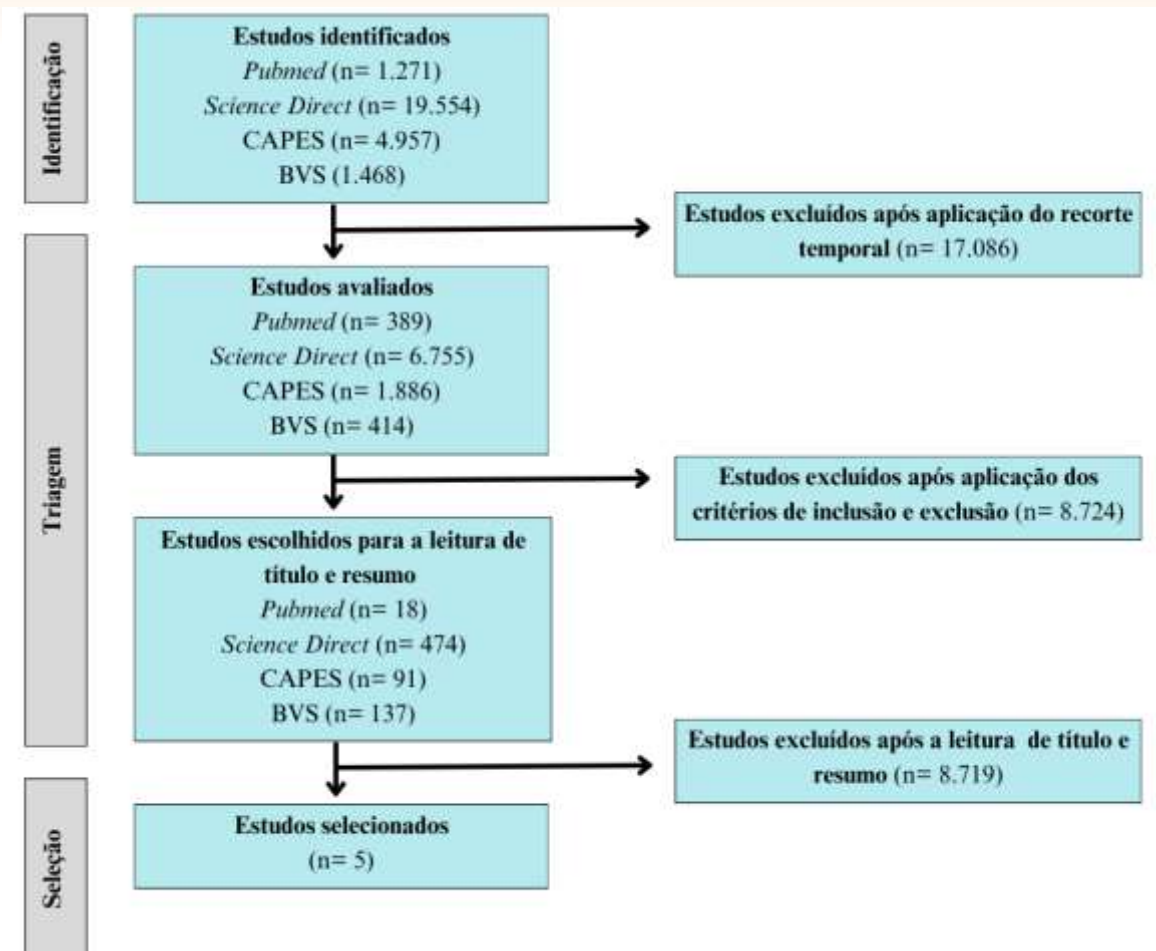 Identificação
Estudos identificados
Pubmed (n= 1.271)
Science Direct (n= 19.554)
CAPES (n= 4.957)
BVS (1.468)
Estudos excluídos após aplicação do recorte
temporal (n= 17.086)
Triagem
Estudos avaliados
Pubmed (n= 389)
Science Direct (n= 6.755)
CAPES (n= 1.886)
BVS (n= 414)
Estudos excluídos após aplicação dos
critérios de inclusão e exclusão (n= 8.724)
Estudos escolhidos para a leitura de
título e resumo
Pubmed (n= 18)
Science Direct (n= 474)
CAPES (n= 91)
BVS (n= 137)
Estudos excluídos após a leitura de título e
resumo (n= 8.719)
Seleção
Estudos selecionados
(n= 5)